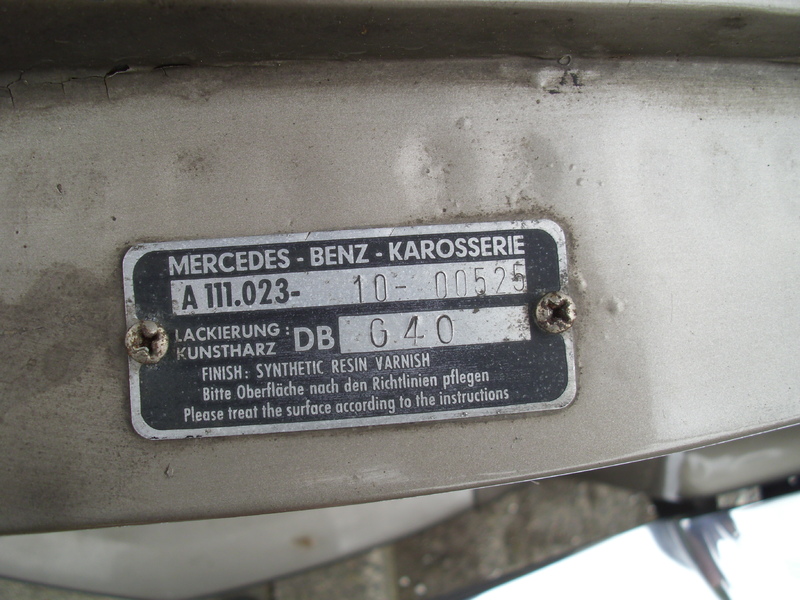 MERCEDES - BENZ - KAROSSERIE
A 111.023- 10- 00525
LACKIERUNG :
KUNSTHARZ DB G40
FINISH: SYNTHETIC RESIN VARNISH
Bitte Oberfläche nach den Richtlinien pflegen
Please treat the surface according to the instructions